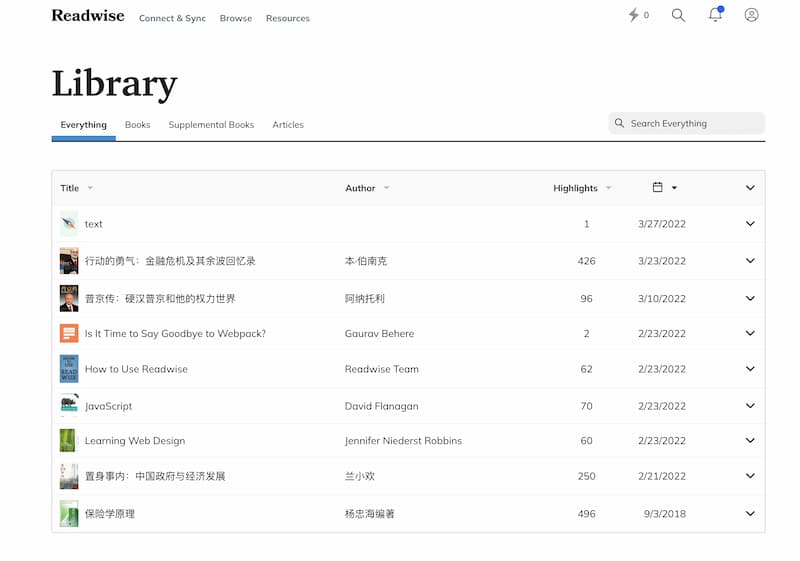 Readwise Connect & Sync Browse Resources 0
Library
Everything Books Supplemental Books Articles Search Everything
Title Author Highlights
text 1 3/27/2022
行动的勇气：金融危机及其余波回忆录 本·伯南克 426 3/23/2022
普京传：硬汉普京和他的权力世界 阿纳托利 96 3/10/2022
Is It Time to Say Goodbye to Webpack? Gaurav Behere 2 2/23/2022
How to Use Readwise Readwise Team 62 2/23/2022
JavaScript David Flanagan 70 2/23/2022
Learning Web Design Jennifer Niederst Robbins 60 2/23/2022
置身事内：中国政府与经济发展 兰小欢 250 2/21/2022
保险学原理 杨忠海编著 496 9/3/2018